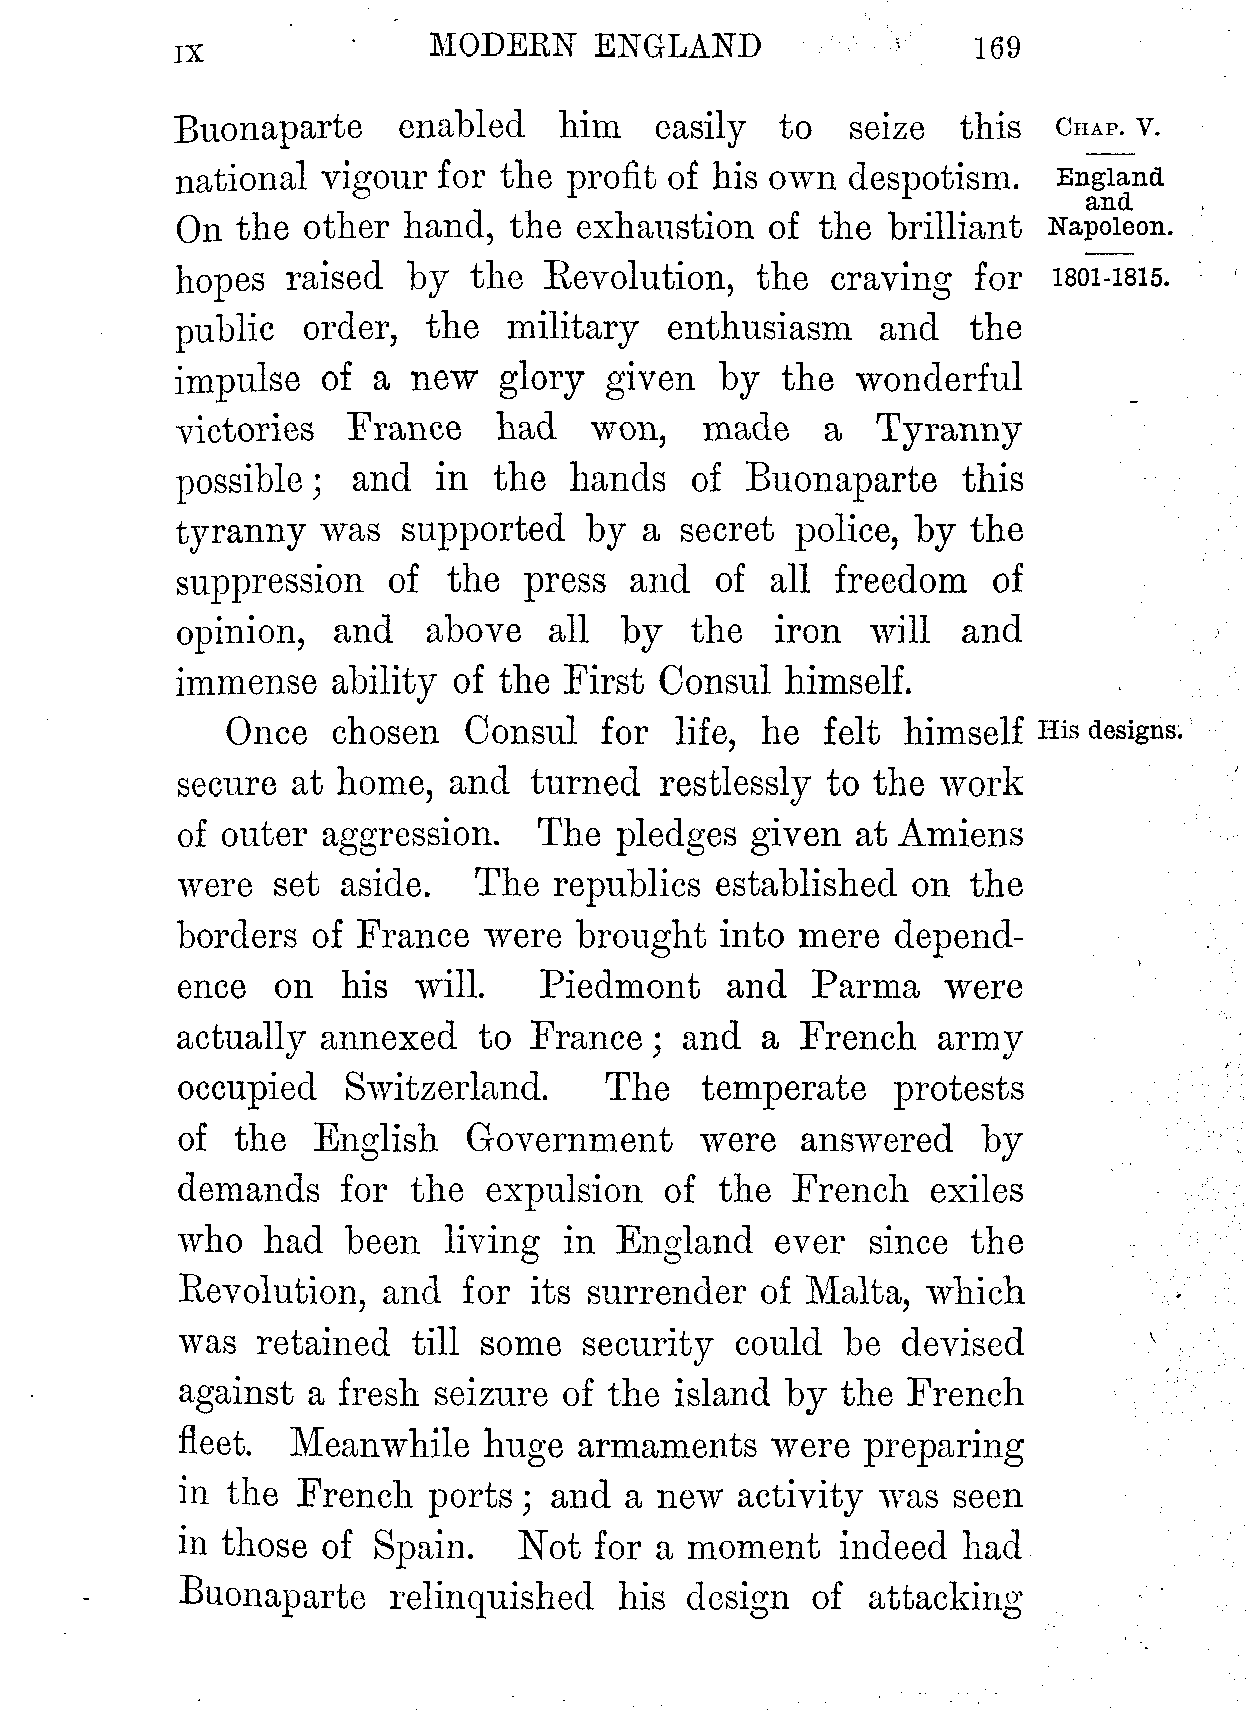 IX MODERN ENGLAND 169
Buonaparte enabled him easily to seize this
national vigour for the profit of his own despotism.
On the other hand, the exhaustion of the brilliant
hopes raised by the Revolution, the craving for
public order, the military enthusiasm and the
impulse of a new glory given by the wonderful
victories France had won, made a Tyranny
possible; and in the hands of Buonaparte this
tyranny was supported by a secret police, by the
suppression of the press and of all freedom of
opinion, and above all by the iron will and
immense ability of the First Consul himself.
Once chosen Consul for life, he felt himself
secure at home, and turned restlessly to the work
of outer aggression. The pledges given at Amiens
were set aside. The republics established on the
borders of France were brought into mere depend-
ence on his will. Piedmont and Parma were
actually annexed to France; and a French army
occupied Switzerland. The temperate protests
of the English Government were answered by
demands for the expulsion of the French exiles
who had been living in England ever since the
Revolution, and for its surrender of Malta, which
was retained till some security could be devised
against a fresh seizure of the island by the French
fleet. Meanwhile huge armaments were preparing
in the French ports; and a new activity was seen
in those of Spain. Not for a moment indeed had
Buonaparte relinquished his design of attacking
CHAP. V.
England
and
Napoleon.
1801-1815.
His designs.